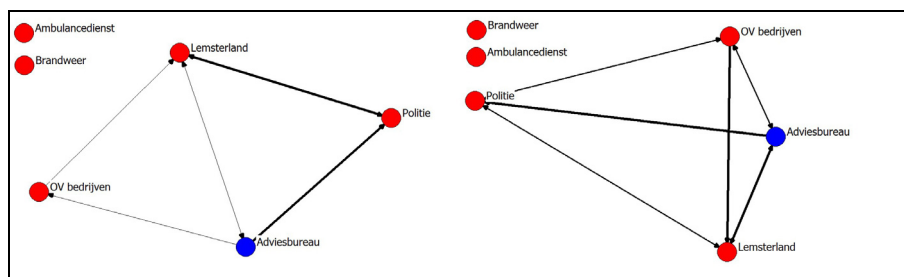 Ambulancedienst
Brandweer
Lemsterland
Politie
OV bedrijven
Adviesbureau
Brandweer
Ambulancedienst
OV bedrijven
Politie
Adviesbureau
Lemsterland